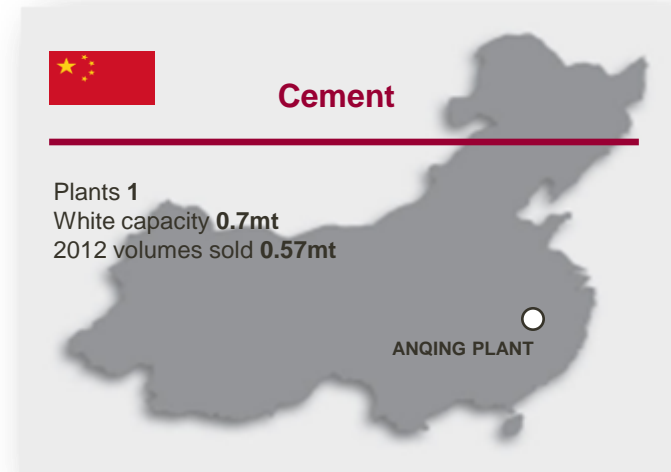 Cement
Plants 1
White capacity 0.7mt
2012 volumes sold 0.57mt
ANQING PLANT